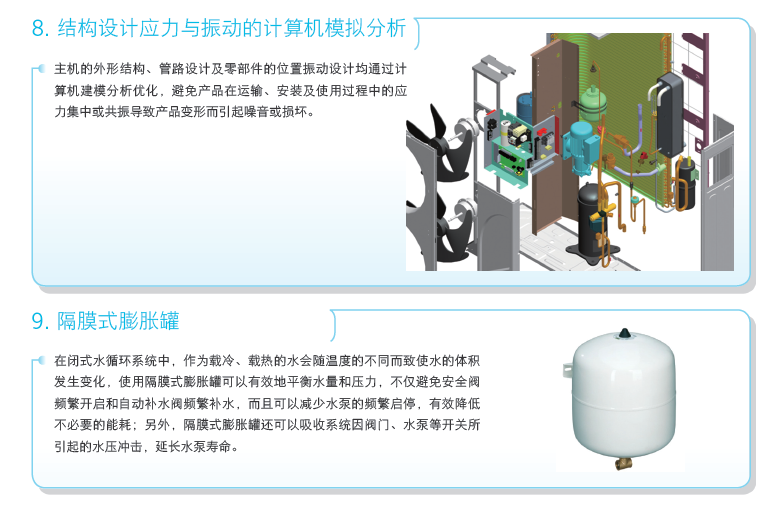 8. 结构设计应力与振动的计算机模拟分析
主机的外形结构、管路设计及零部件的位置振动设计均通过计
算机建模分析优化，避免产品在运输、安装及使用过程中的应
力集中或共振导致产品变形而引起噪音或损坏。
9. 隔膜式膨胀罐
在闭式水循环系统中，作为载冷、载热的水会随温度的不同而致使水的体积
发生变化，使用隔膜式膨胀罐可以有效地平衡水量和压力，不仅避免安全阀
频繁开启和自动补水阀频繁补水，而且可以减少水泵的频繁启停，有效降低
不必要的能耗；另外，隔膜式膨胀罐还可以吸收系统因阀门、水泵等开关所
引起的水压冲击，延长水泵寿命。